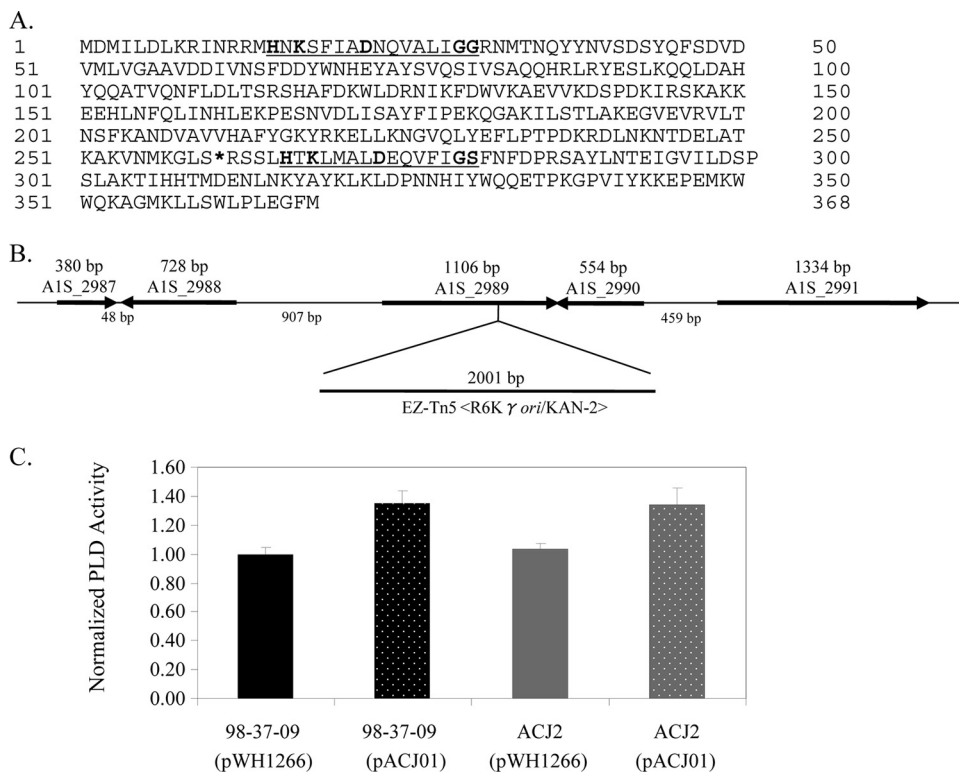 A.
1 MDMILDLKRINRRMHNKSFIADNQVALIGGRNMTNQYYNVSDSYQFSDVD 50
51 VMLVGAAVDDIVNSFDDYWNHEYAYSVQSIVSAQQHRLRYESLKQQLDAH 100
101 YQQATVQNFLDLTSRSHAFDKWLDRNIKFDWVKAEVVKDSPDKIRSKAKK 150
151 EEHLNFQLINHLEKPESNVDLISAYFIPEKQGAKILSTLAKEGVEVRVLT 200
201 NSFKANDVAVVHAFYGKYRKELLKNGVQLYEFLPTPDKRDLNKNTDELAT 250
251 KAKVNMKGLS*RSSLHTKLMALDEQVFIGSFNFDPRSAYLNTEIGVILDSP 300
301 SLAKTIHHTMDENLNKYAYKLKLDPNNHIYWQQETPKGPVIYKKEPEMKW 350
351 WQKAGMKLLSWLPLEGFM 368
B.
380 bp 728 bp 1106 bp 554 bp 1334 bp
A1S_2987 A1S_2988 A1S_2989 A1S_2990 A1S_2991
48 bp 907 bp 459 bp
2001 bp
EZ-Tn5 <R6K γ ori/KAN-2>
C.
Normalized PLD Activity
1.60
1.40
1.20
1.00
0.80
0.60
0.40
0.20
0.00
98-37-09 98-37-09 ACJ2 ACJ2
(pWH1266) (pACJ01) (pWH1266) (pACJ01)